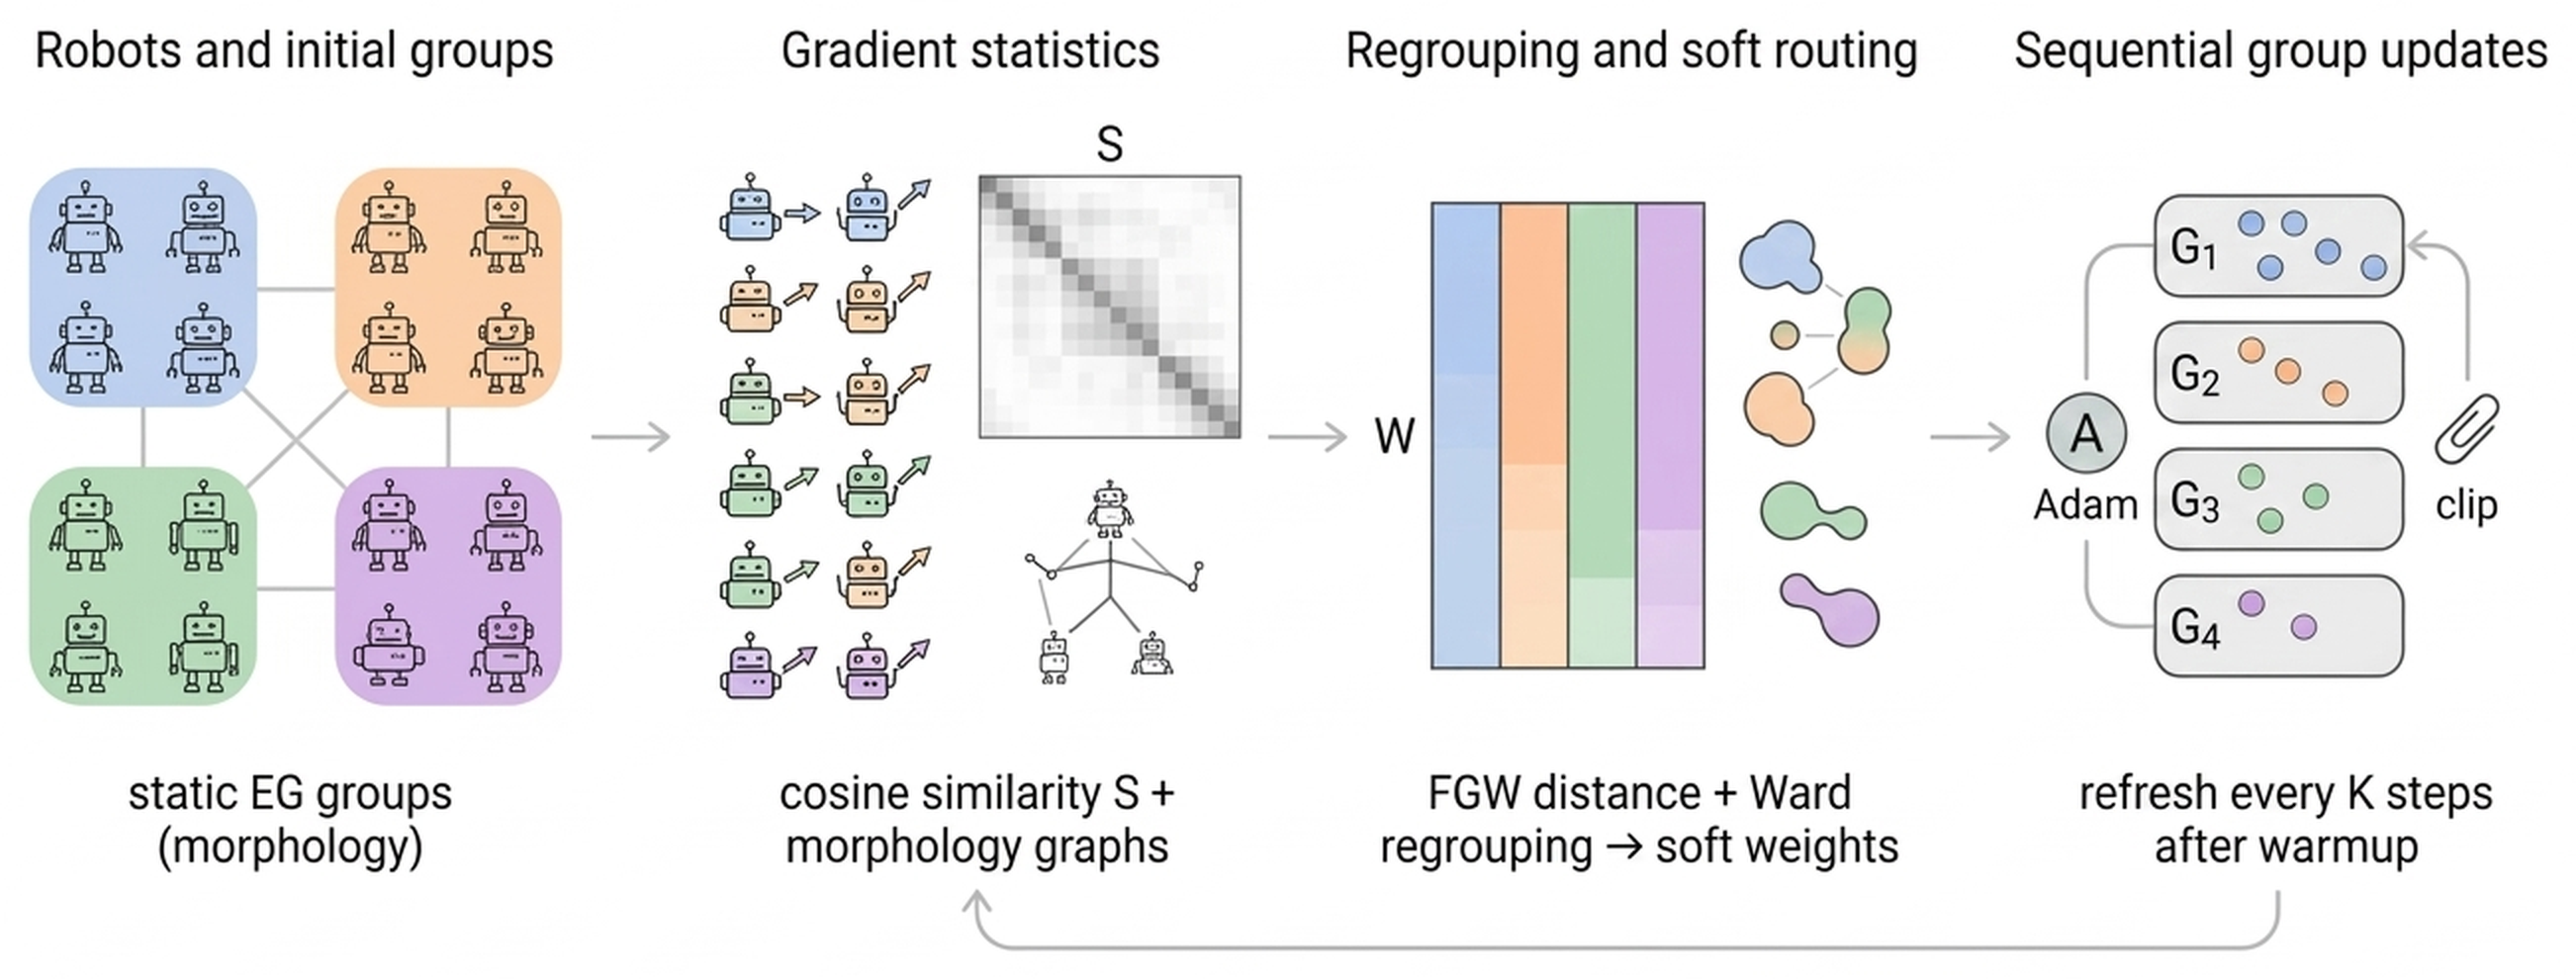 Robots and initial groups
Gradient statistics
Regrouping and soft routing
Sequential group updates
S
W
G1
G2
G3
G4
A
Adam
clip
static EG groups
(morphology)
cosine similarity S +
morphology graphs
FGW distance + Ward
regrouping → soft weights
refresh every K steps
after warmup